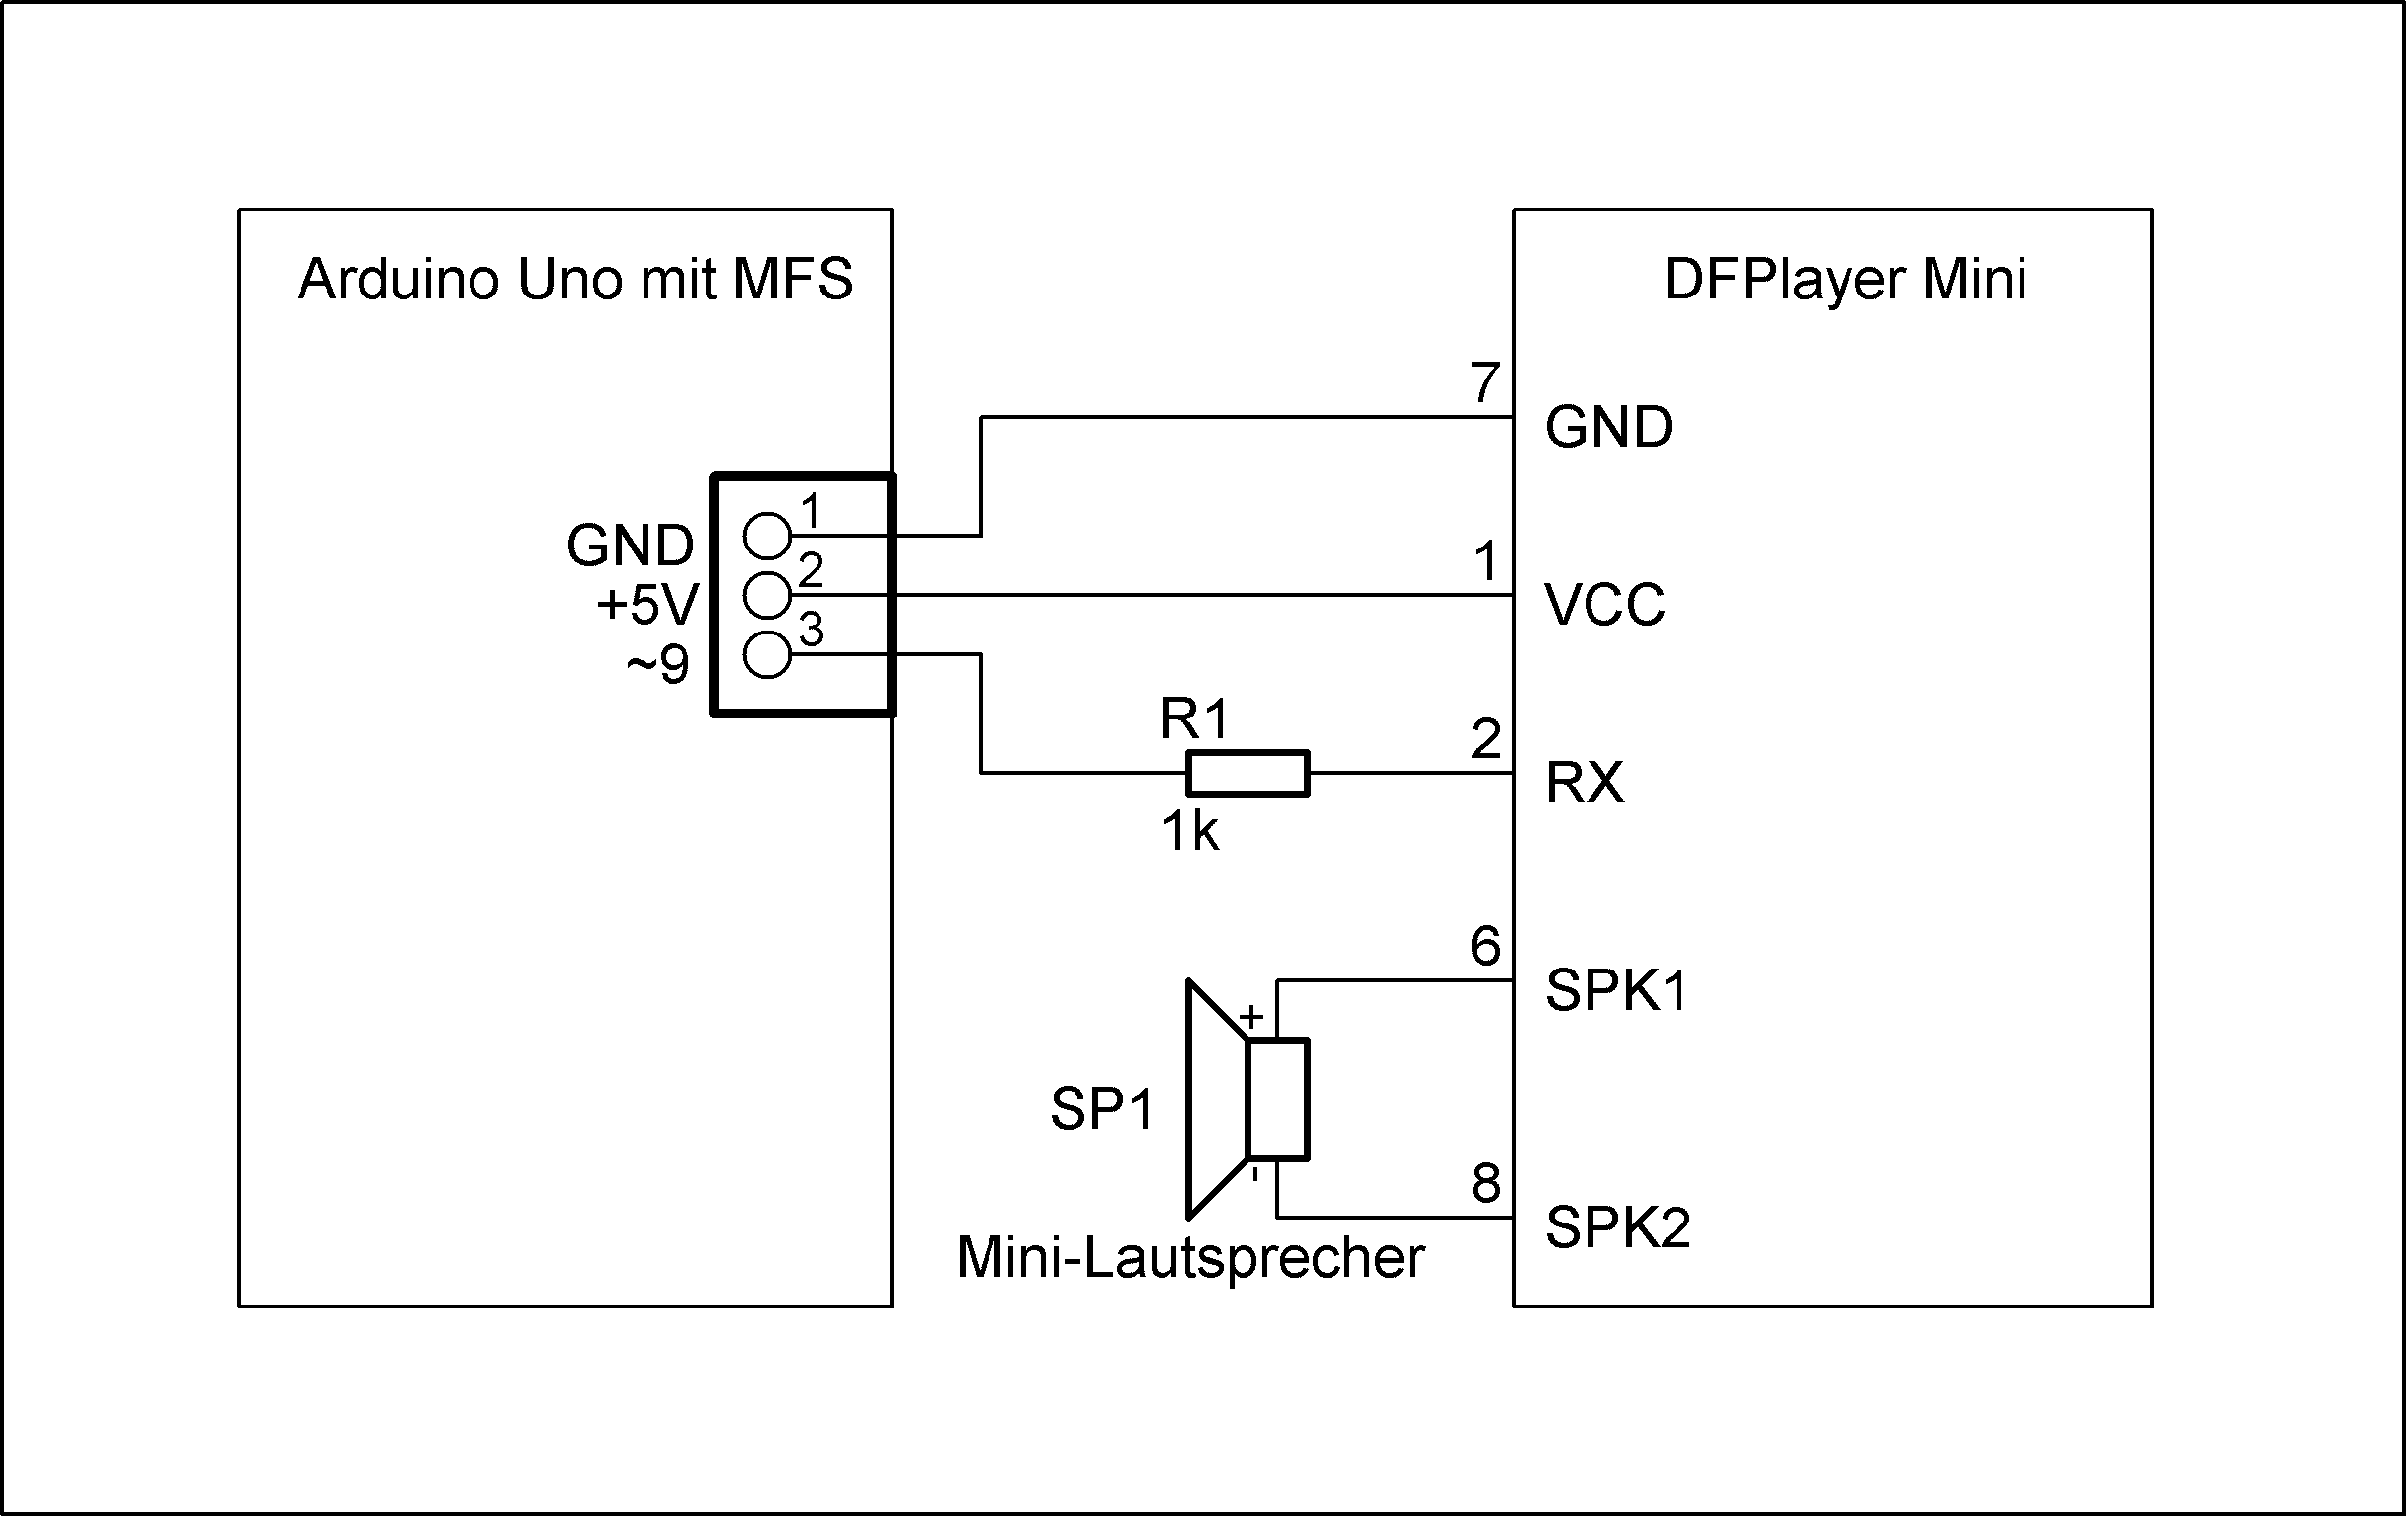 Arduino Uno mit MFS
DFPlayer Mini
7
GND
1
GND
2
+5V
3
~9
1
VCC
R1
1k
2
RX
6
SPK1
+
SP1
-
8
SPK2
Mini-Lautsprecher